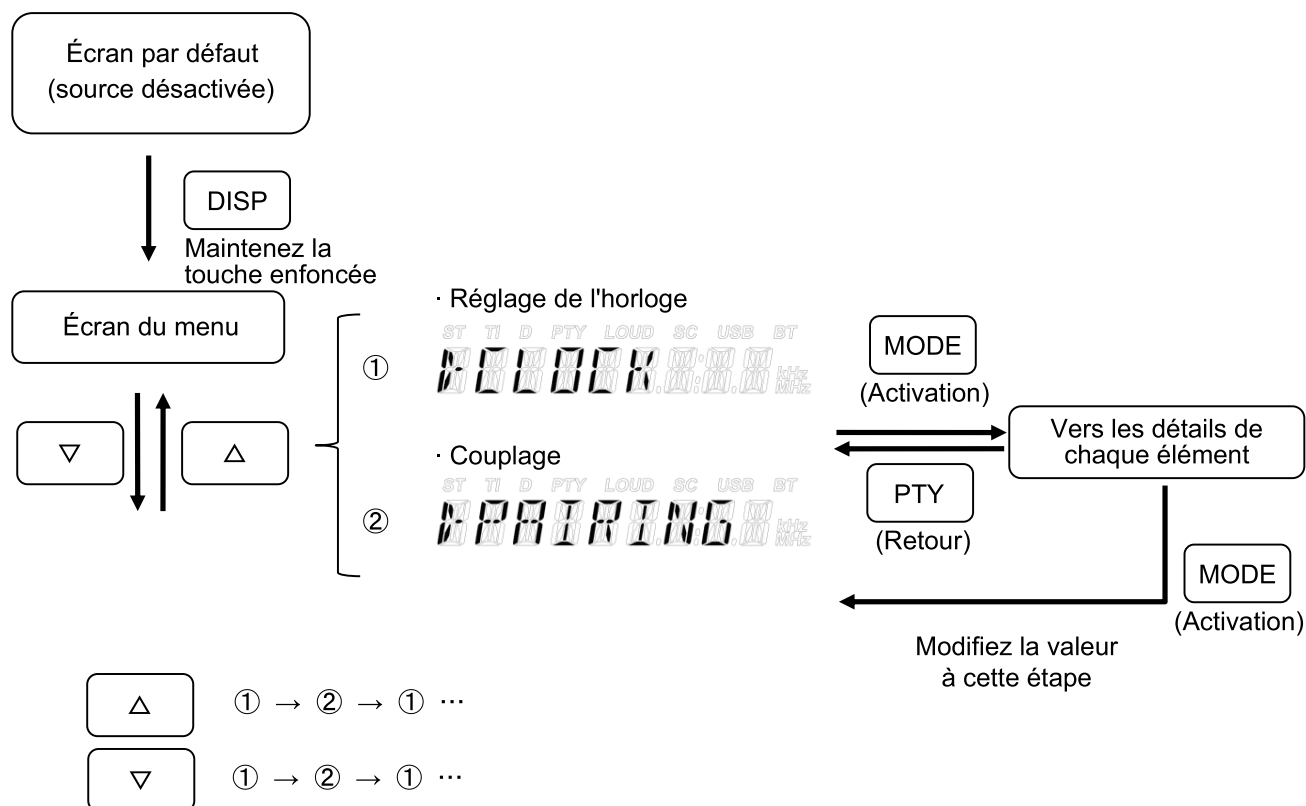 Écran par défaut
(source désactivée)
DISP
Maintenez la
touche enfoncée
Écran du menu
▽
△
①
· Réglage de l'horloge
ST TI D PTY LOUD SC USB BT
CLOCK
kHz
MHz
②
· Couplage
ST TI D PTY LOUD SC USB BT
PAIRING
kHz
MHz
MODE
(Activation)
PTY
(Retour)
Vers les détails de
chaque élément
MODE
(Activation)
Modifiez la valeur
à cette étape
△ ① → ② → ① ···
▽ ① → ② → ① ···